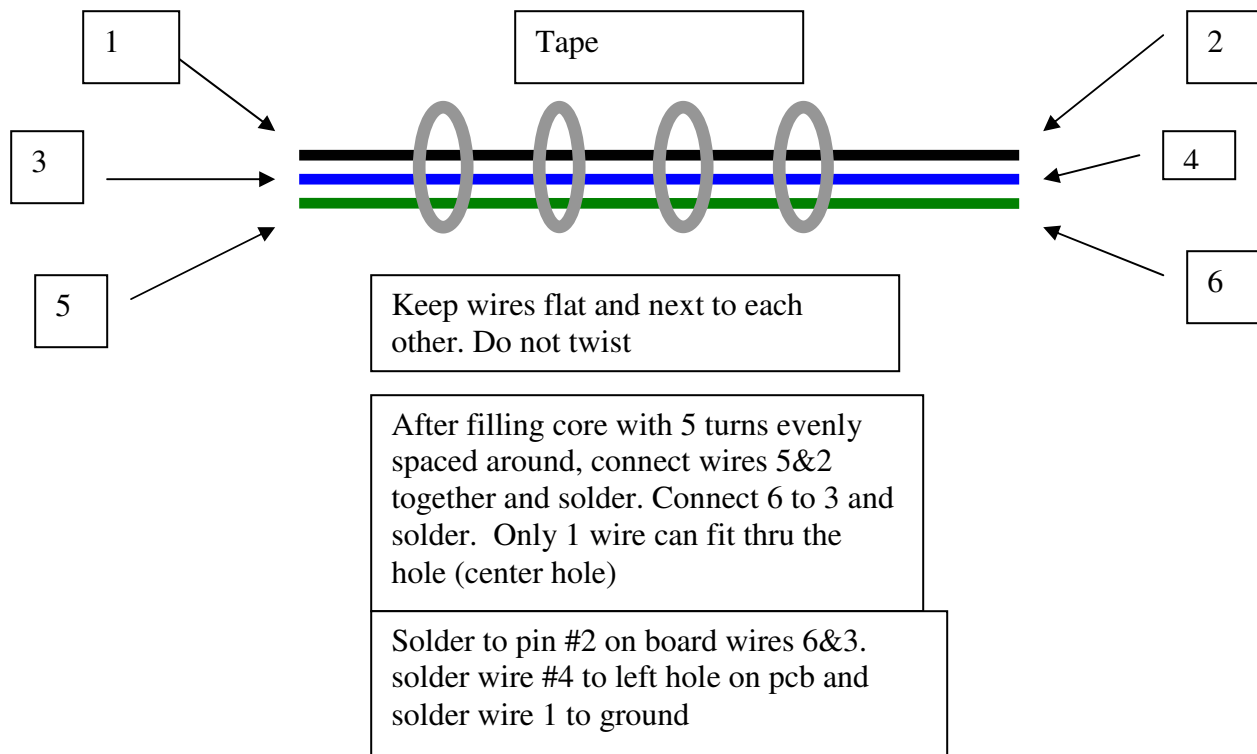 1
Tape
2
3
4
5
6
Keep wires flat and next to each
other. Do not twist
After filling core with 5 turns evenly
spaced around, connect wires 5&2
together and solder. Connect 6 to 3 and
solder.  Only 1 wire can fit thru the
hole (center hole)
Solder to pin #2 on board wires 6&3.
solder wire #4 to left hole on pcb and
solder wire 1 to ground